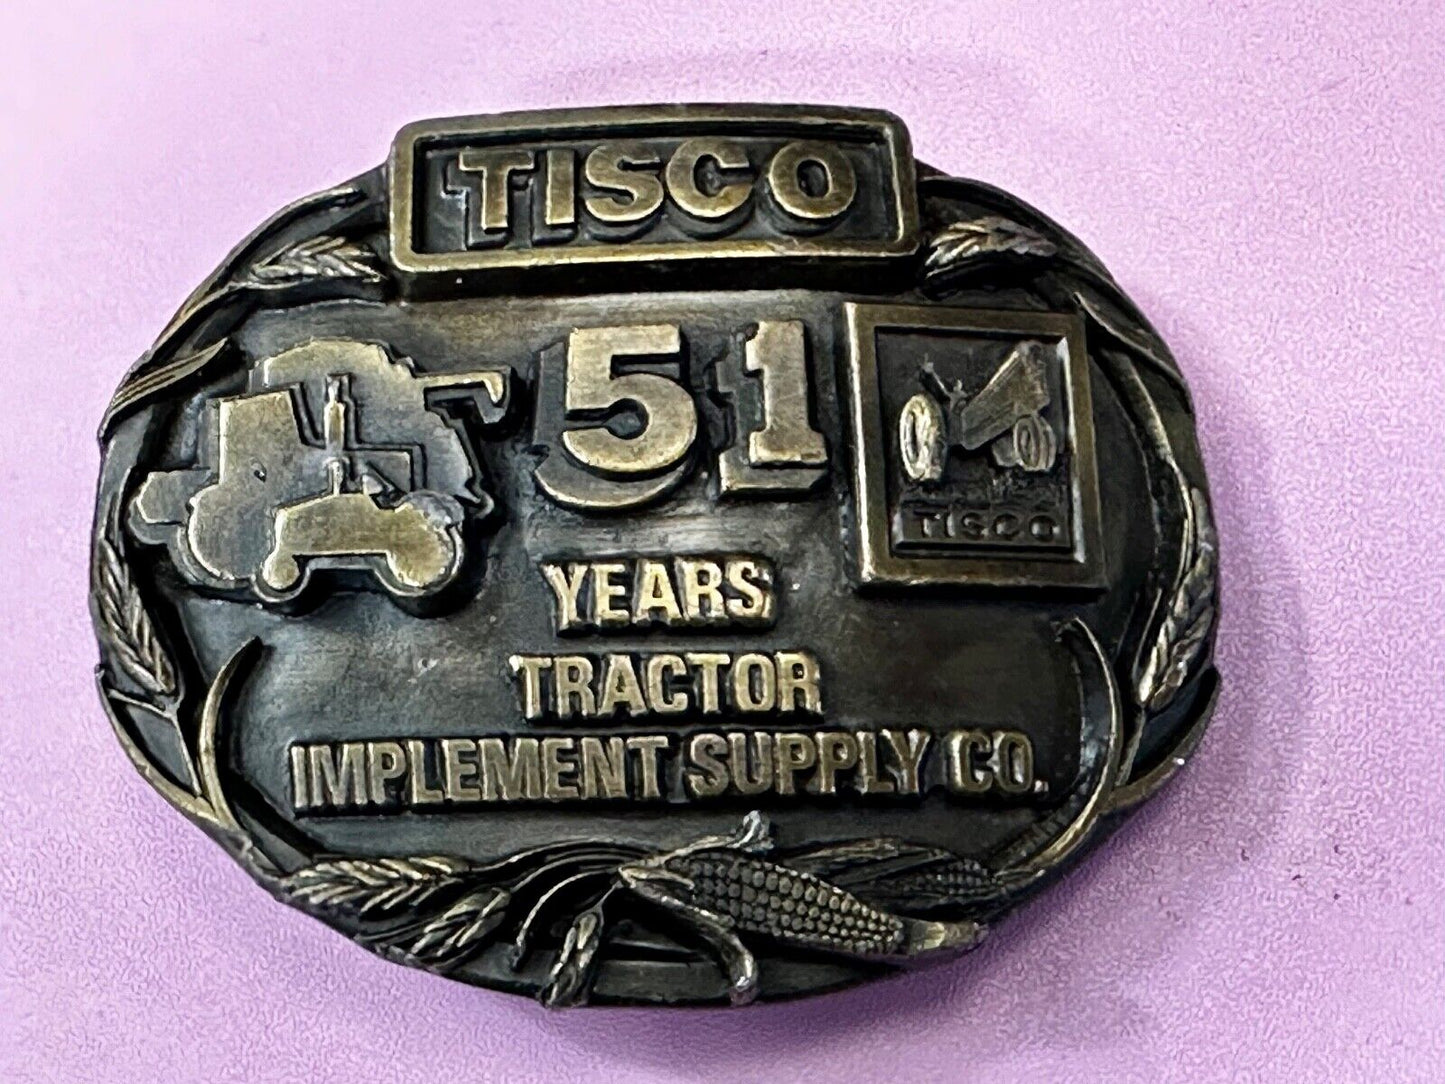 TISCO
51
TISCO
YEARS
TRACTOR
IMPLEMENT SUPPLY CO.